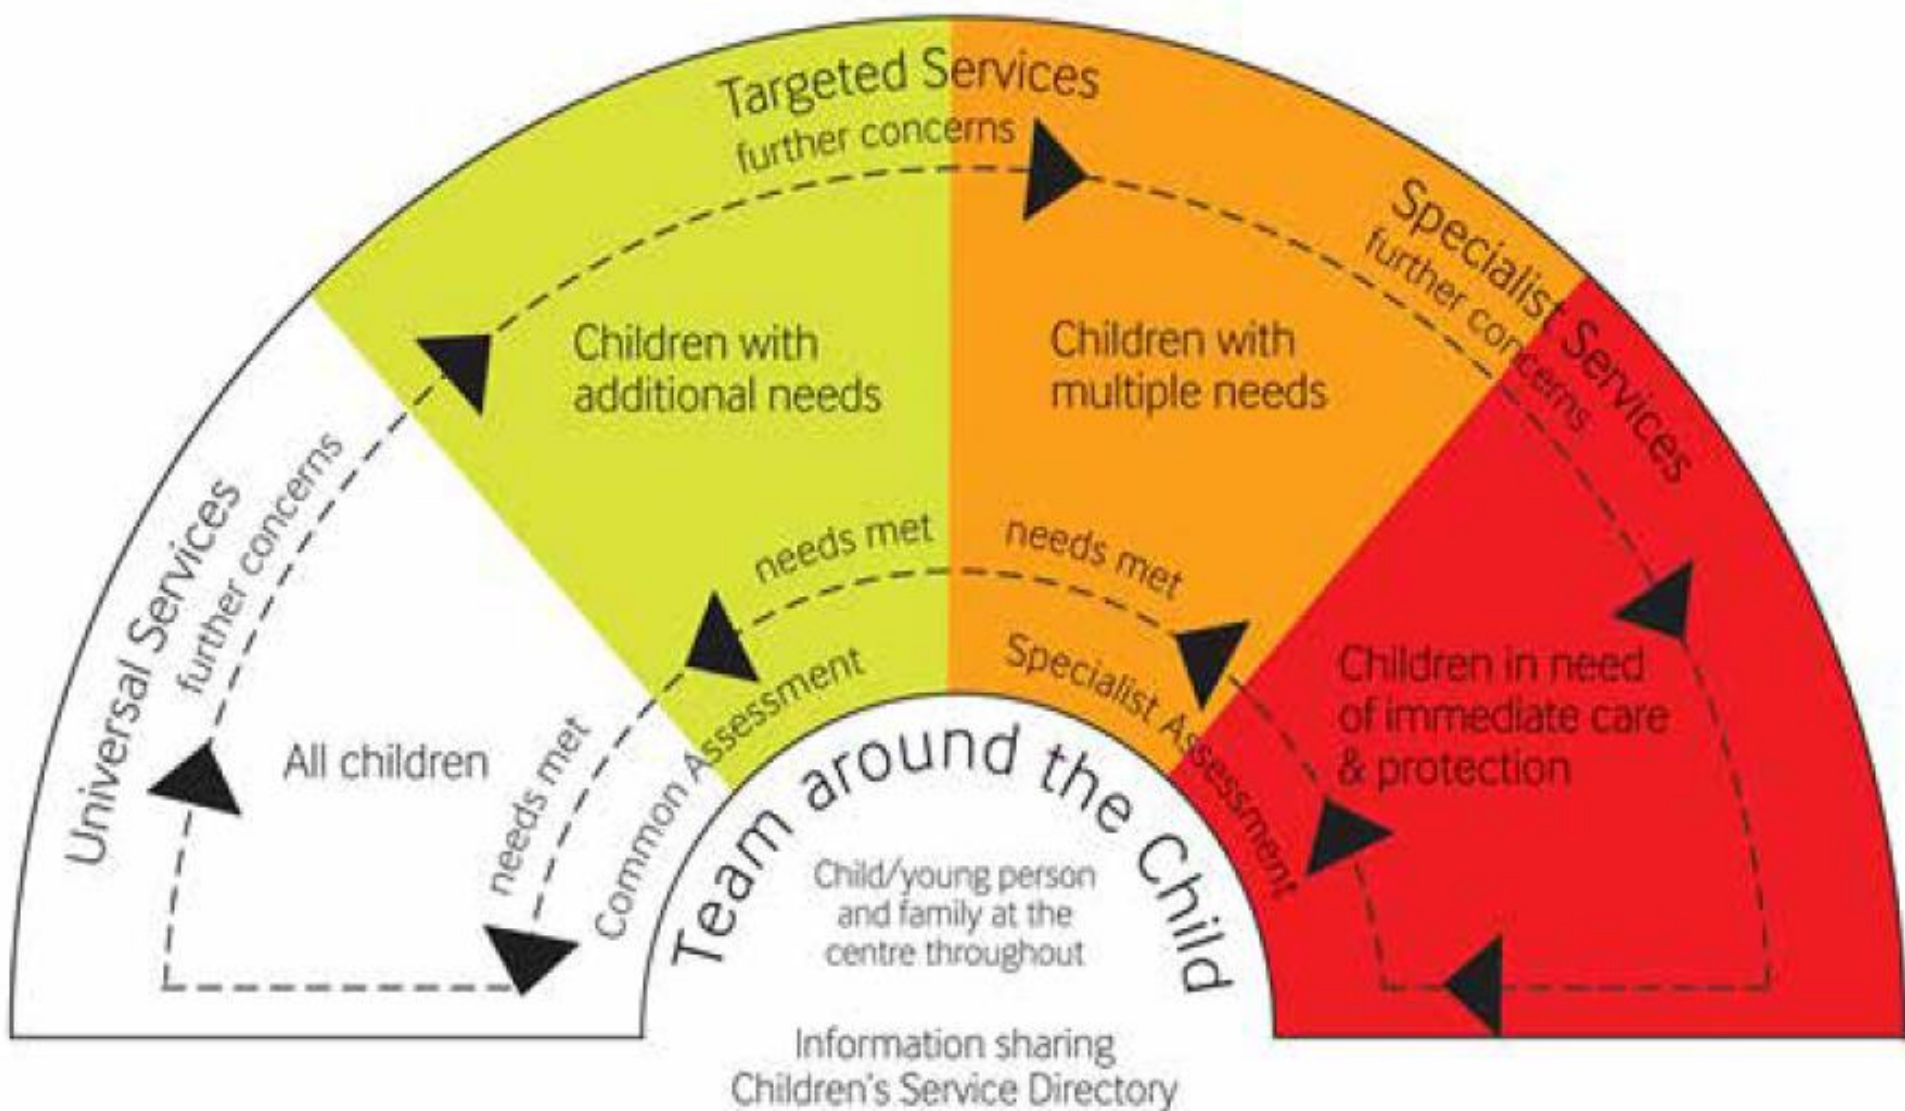 Universal Services
further concerns
All children
needs met
Common Assessment
Targeted Services
further concerns
Children with
additional needs
needs met
Children with
multiple needs
needs met
Specialist Assessment
Specialist Services
further concerns
Children in need
of immediate care
& protection
Team around the Child
Child/young person
and family at the
centre throughout
Information sharing
Children's Service Directory